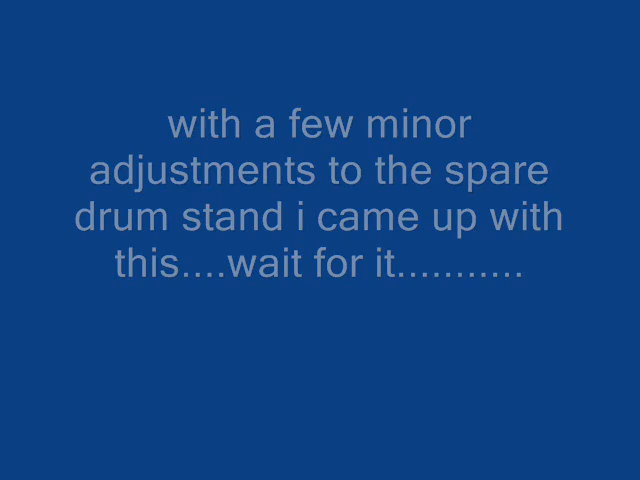 with a few minor
adjustments to the spare
drum stand i came up with
this....wait for it...........